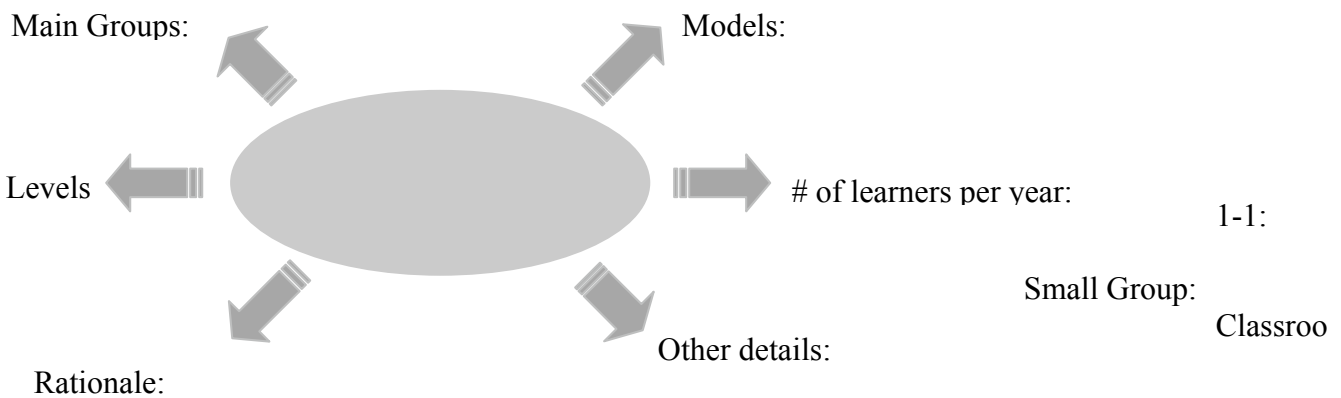 Main Groups:
Models:
Levels
# of learners per year:
1-1:
Small Group:
Classroo
Other details:
Rationale: